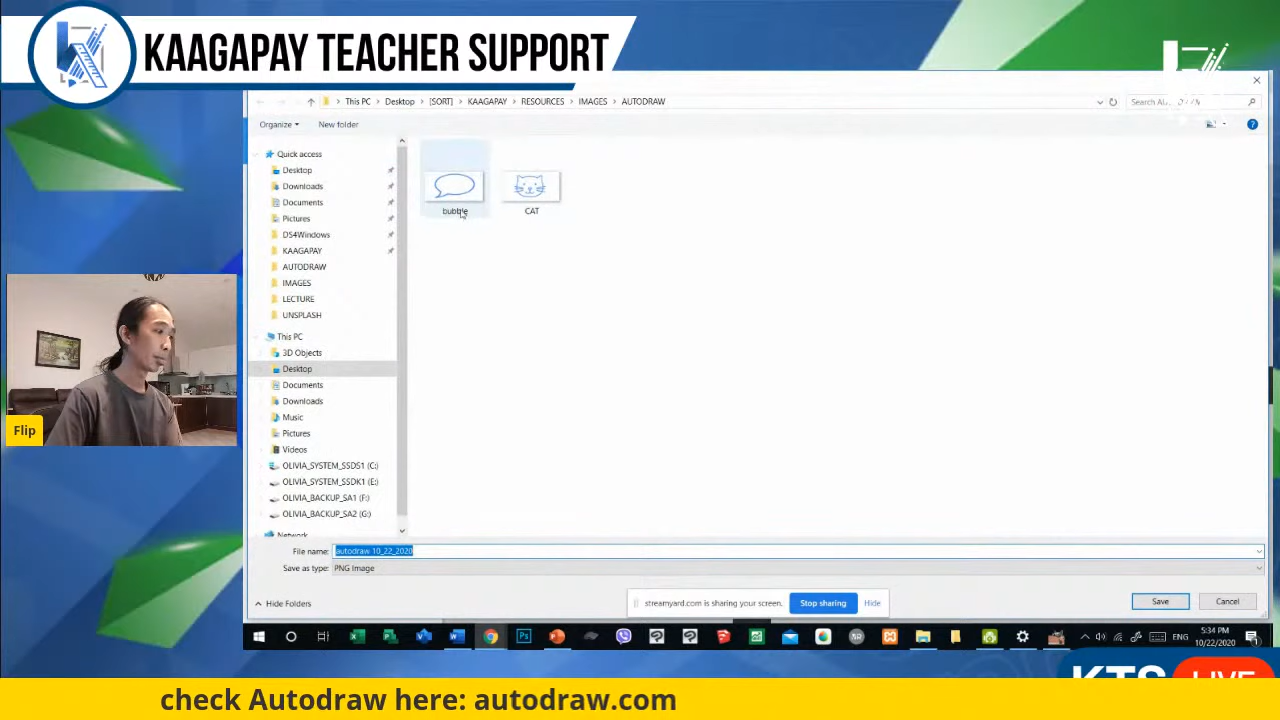 KAAGAPAY TEACHER SUPPORT
This PC
Desktop
[SORT]
KAAGAPAY
RESOURCES
IMAGES
AUTODRAW
Organize
New folder
Quick access
Desktop
Downloads
Documents
Pictures
DS4Windows
KAAGAPAY
AUTODRAW
IMAGES
LECTURE
UNSPLASH
This PC
3D Objects
Desktop
Documents
Downloads
Music
Pictures
Videos
OLIVIA_SYSTEM_SSDS1 (C:)
OLIVIA_SYSTEM_SSDK1 (E:)
OLIVIA_BACKUP_SA1 (F:)
OLIVIA_BACKUP_SA2 (G:)
Network
bubble
CAT
Flip
File name: autodraw 10_22_2020
Save as type: PNG Image
Hide Folders
streamyard.com is sharing your screen. Stop sharing Hide
Save Cancel
ENG
5:34 PM
10/22/2020
KTS LIVE
check Autodraw here: autodraw.com